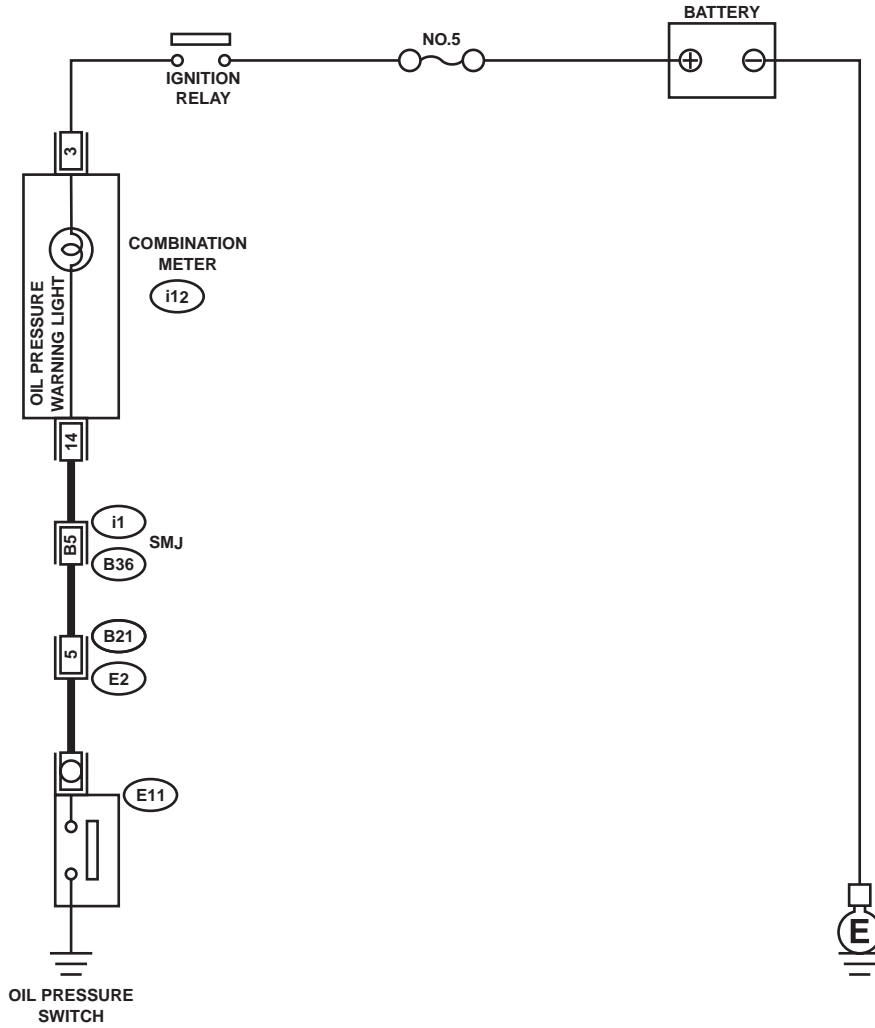 BATTERY
NO.5
IGNITION
RELAY
+
−
3
COMBINATION
METER
i12
OIL PRESSURE
WARNING LIGHT
14
i1
B5
SMJ
B36
B21
5
E2
E11
E
OIL PRESSURE
SWITCH